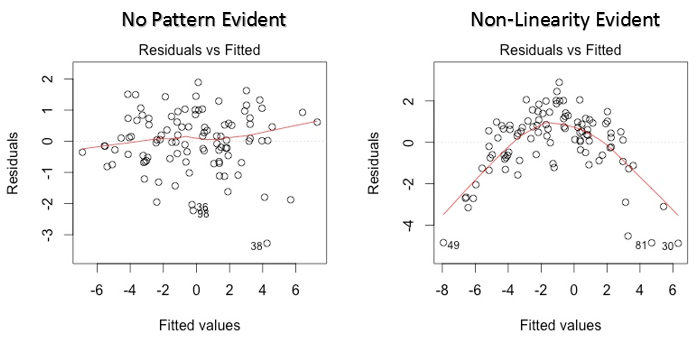 No Pattern Evident
Residuals vs Fitted
Residuals
2
1
0
-1
-2
-3
36
98
38
-6 -4 -2 0 2 4 6
Fitted values
Non-Linearity Evident
Residuals vs Fitted
Residuals
2
0
-2
-4
49
81
30
-8 -6 -4 -2 0 2 4 6
Fitted values